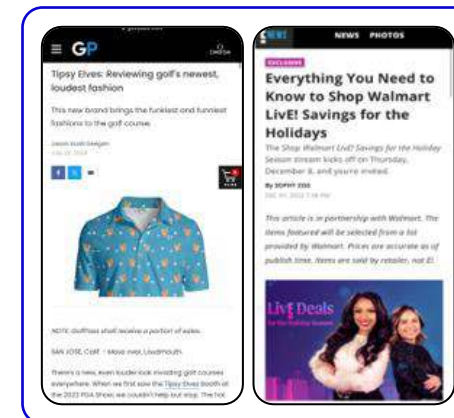 GP
Tipsy Elves: Reviewing golf's newest,
loudest fashion
This new brand brings the funkiest and funniest
fashions to the golf course.
NOTE: GolfPass shall receive a portion of sales.
SAN JOSE, Calif. - Move over, Loudmouth.
There's a new, even louder look invading golf courses
everywhere. When we first saw the Tipsy Elves booth at
the 2023 PGA Show, we couldn't help but stop. The hot
NEWS
NEWS PHOTOS
EXCLUSIVE
Everything You Need to
Know to Shop Walmart
LivE! Savings for the
Holidays
The Shop Walmart LivE! Savings for the Holiday
Season stream kicks off on Thursday,
December 8, and you're invited.
This article is in partnership with Walmart. The
items featured will be selected from a list
provided by Walmart. Prices are accurate as of
publish time. Items are sold by retailer, not E!.
LivE Deals
for the Holiday Season